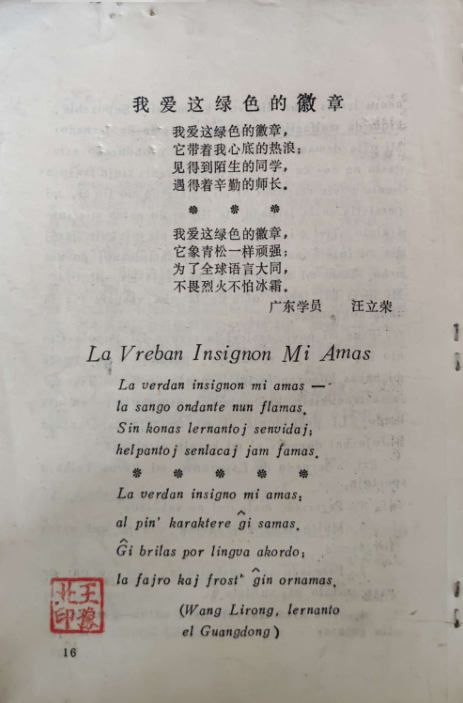 我爱这绿色的徽章
我爱这绿色的徽章，
它带着我心底的热浪；
见得到陌生的同学，
遇得着辛勤的师长。
* * *
我爱这绿色的徽章，
它象青松一样顽强；
为了全球语言大同，
不畏烈火不怕冰霜。
广东学员 汪立荣
La Vreban Insignon Mi Amas
La verdan insignon mi amas —
la sango ondante nun flamas.
Sin konas lernantoj senvidaj;
helpantoj senlacaj jam famas.
* * * * *
La verdan insigno mi amas;
al pin' karaktere ĝi samas.
Ĝi brilas por lingva akordo;
la fajro kaj frost' ĝin ornamas.
(Wang Lirong, lernanto
el Guangdong)
王豫
北印
16